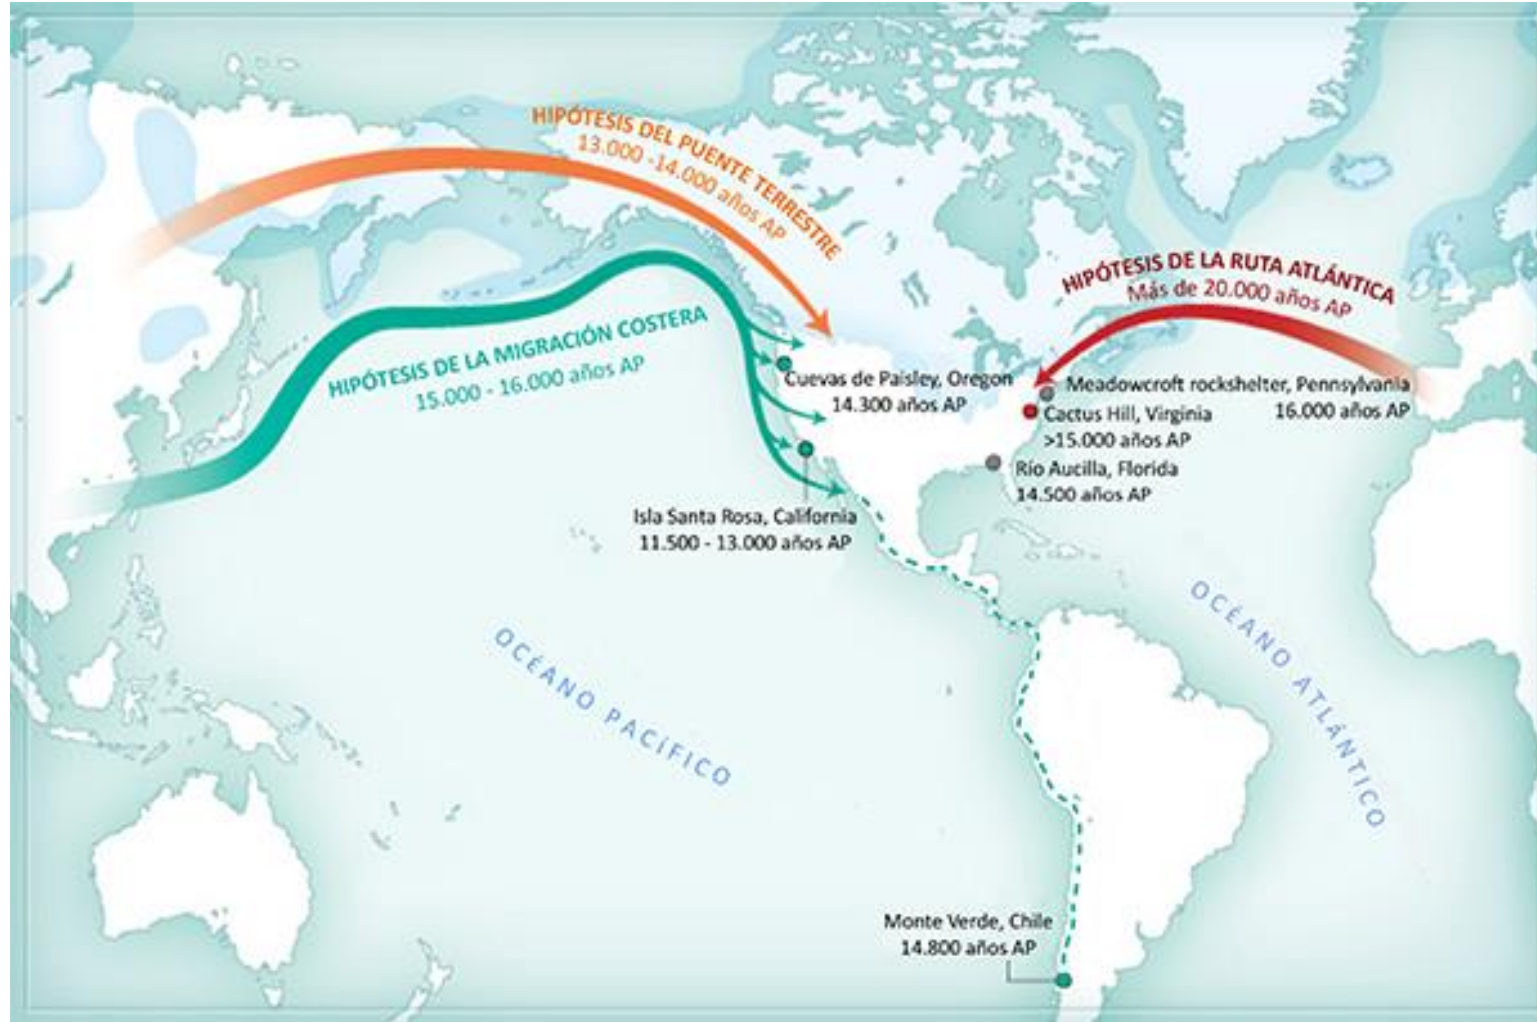 HIPÓTESIS DEL PUENTE TERRESTRE
13.000 -14.000 años AP
HIPÓTESIS DE LA MIGRACIÓN COSTERA
15.000 - 16.000 años AP
HIPÓTESIS DE LA RUTA ATLÁNTICA
Más de 20.000 años AP
Cuevas de Paisley, Oregon
14.300 años AP
Meadowcroft rockshelter, Pennsylvania
16.000 años AP
Cactus Hill, Virginia
>15.000 años AP
Río Aucilla, Florida
14.500 años AP
Isla Santa Rosa, California
11.500 - 13.000 años AP
OCÉANO PACÍFICO
OCÉANO ATLÁNTICO
Monte Verde, Chile
14.800 años AP